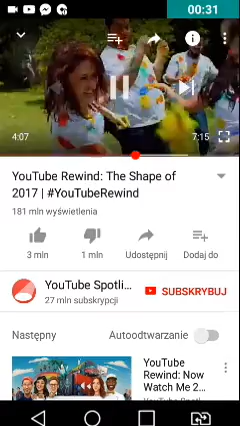 00:31
4:07
7:15
YouTube Rewind: The Shape of
2017 | #YouTubeRewind
181 mln wyświetlenia
3 mln
1 mln
Udostępnij
Dodaj do
YouTube Spotli...
27 mln subskrypcji
SUBSKRYBUJ
Następny
Autoodtwarzanie
YouTube
Rewind: Now
Watch Me 2...